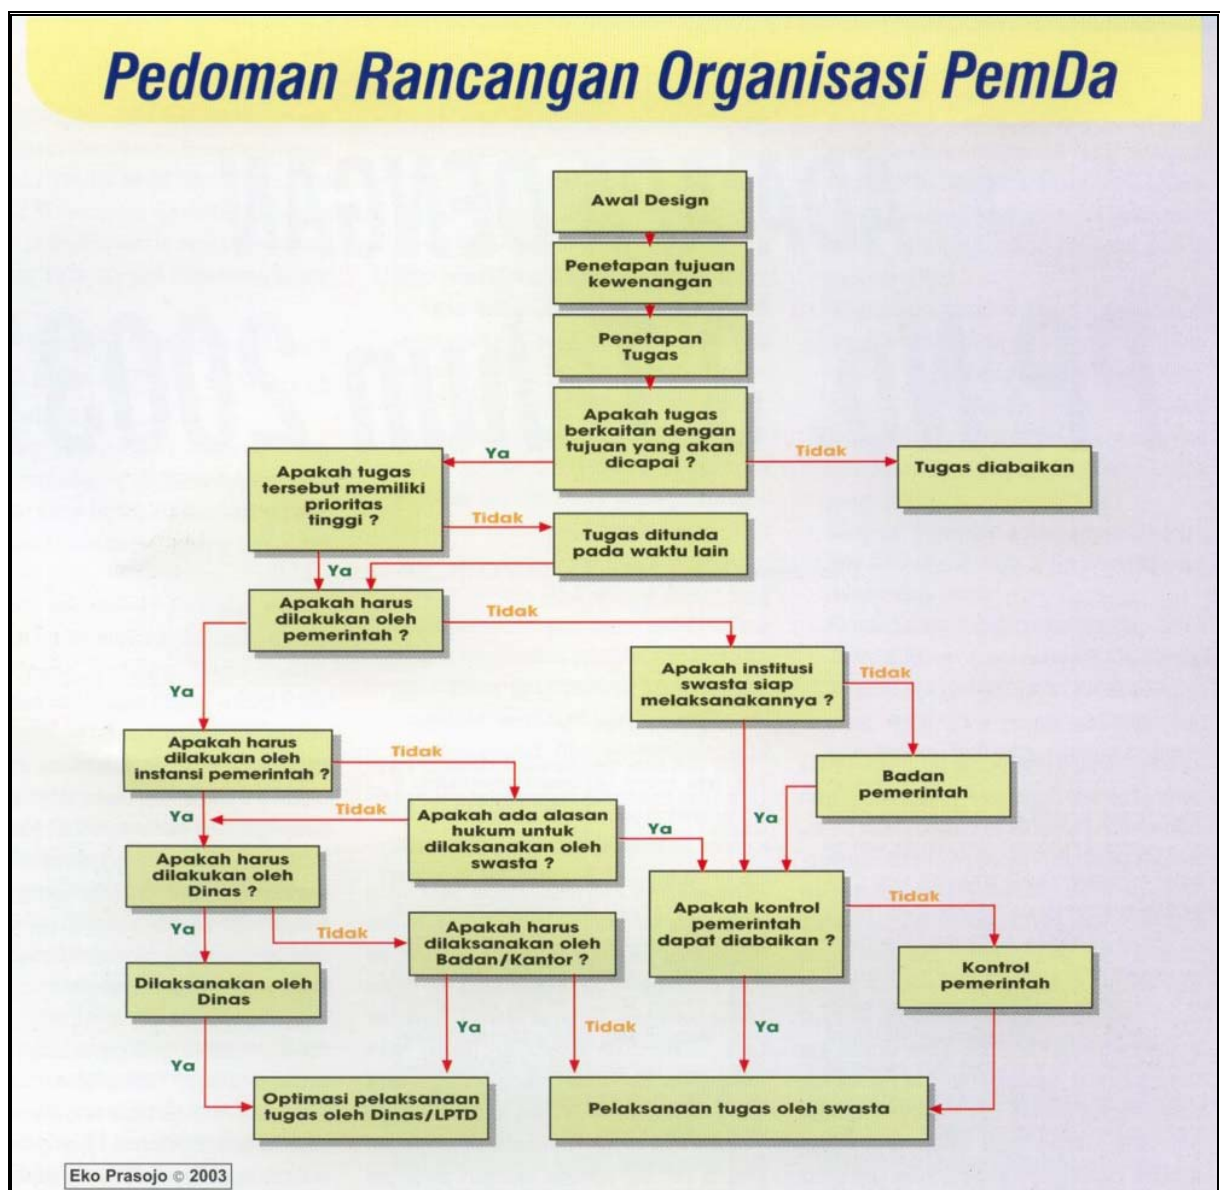 Pedoman Rancangan Organisasi PemDa
Awal Design
Penetapan tujuan
kewenangan
Penetapan
Tugas
Apakah tugas
berkaitan dengan
tujuan yang akan
dicapai ?
Ya
Tidak
Tugas diabaikan
Apakah tugas
tersebut memiliki
prioritas
tinggi ?
Tidak
Tugas ditunda
pada waktu lain
Ya
Apakah harus
dilakukan oleh
pemerintah ?
Tidak
Apakah institusi
swasta siap
melaksanakannya ?
Tidak
Ya
Apakah harus
dilakukan oleh
instansi pemerintah ?
Tidak
Badan
pemerintah
Ya
Tidak
Apakah ada alasan
hukum untuk
dilaksanakan oleh
swasta ?
Ya
Ya
Apakah harus
dilakukan oleh
Dinas ?
Apakah kontrol
pemerintah
dapat diabaikan ?
Tidak
Ya
Tidak
Apakah harus
dilaksanakan oleh
Badan/Kantor ?
Dilaksanakan oleh
Dinas
Kontrol
pemerintah
Ya
Ya
Tidak
Ya
Optimasi pelaksanaan
tugas oleh Dinas/LPTD
Pelaksanaan tugas oleh swasta
Eko Prasojo © 2003